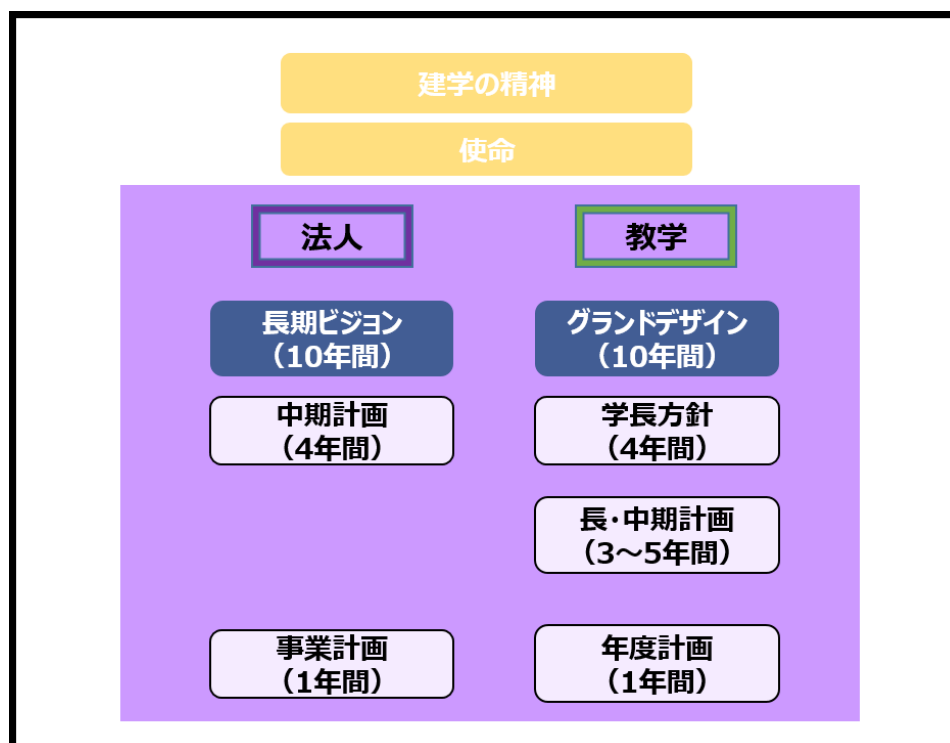 建学の精神
使命
法人
教学
長期ビジョン
（10年間）
グランドデザイン
（10年間）
中期計画
（4年間）
学長方針
（4年間）
長・中期計画
（3～5年間）
事業計画
（1年間）
年度計画
（1年間）